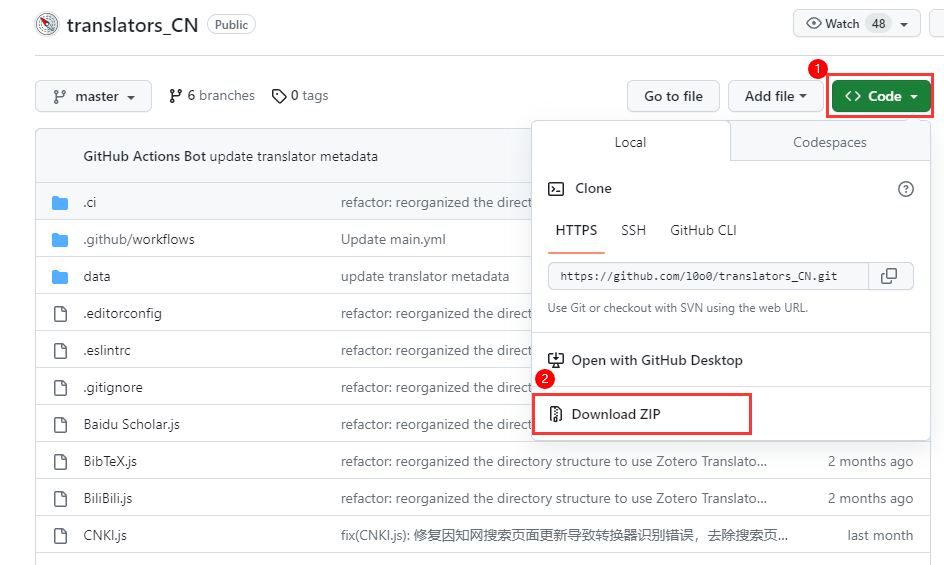 translators_CN Public Watch 48
1
master 6 branches 0 tags Go to file Add file Code
GitHub Actions Bot update translator metadata
Local Codespaces
Clone
HTTPS SSH GitHub CLI
https://github.com/l0o0/translators_CN.git
Use Git or checkout with SVN using the web URL.
Open with GitHub Desktop
2
Download ZIP
.ci refactor: reorganized the direct
.github/workflows Update main.yml
data update translator metadata
.editorconfig refactor: reorganized the direct
.eslintrc refactor: reorganized the direct
.gitignore refactor: reorganized the direct
Baidu Scholar.js refactor: reorganized the direct
BibTeX.js refactor: reorganized the directory structure to use Zotero Translato... 2 months ago
BiliBili.js refactor: reorganized the directory structure to use Zotero Translato... 2 months ago
CNKI.js fix(CNKI.js): 修复因知网搜索页面更新导致转换器识别错误，去除搜索页... last month